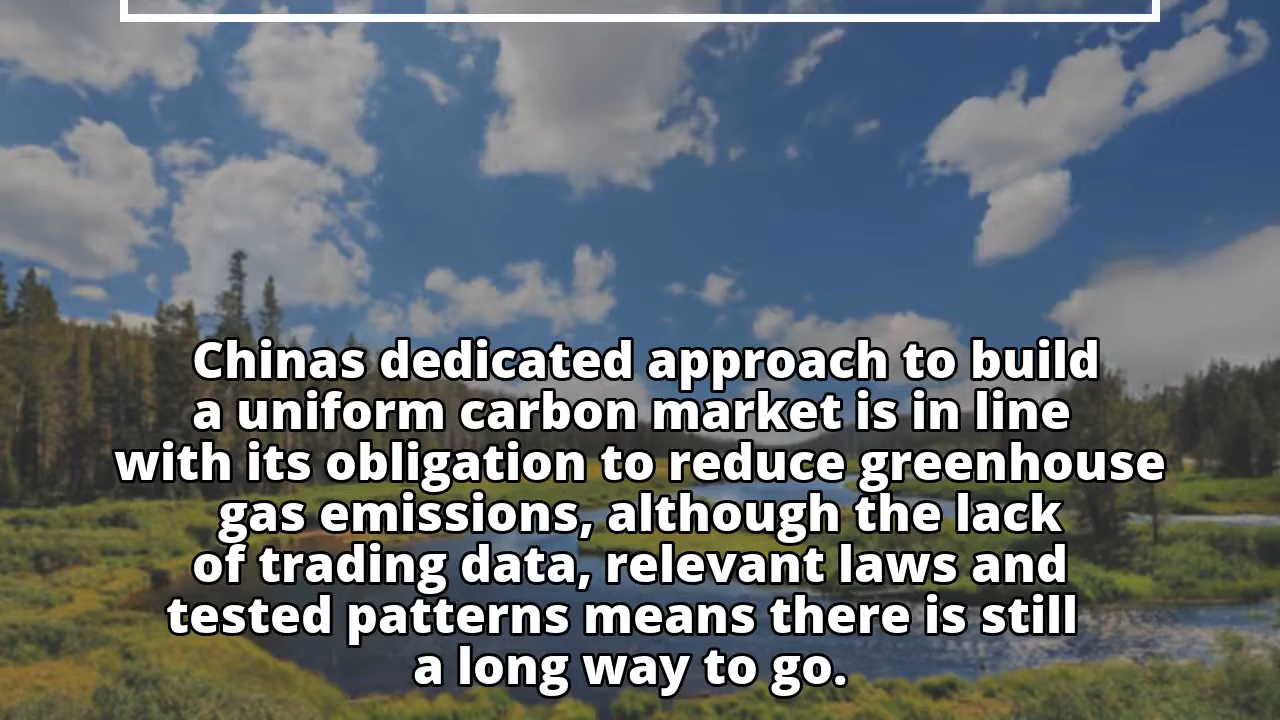 Chinas dedicated approach to build
a uniform carbon market is in line
with its obligation to reduce greenhouse
gas emissions, although the lack
of trading data, relevant laws and
tested patterns means there is still
a long way to go.